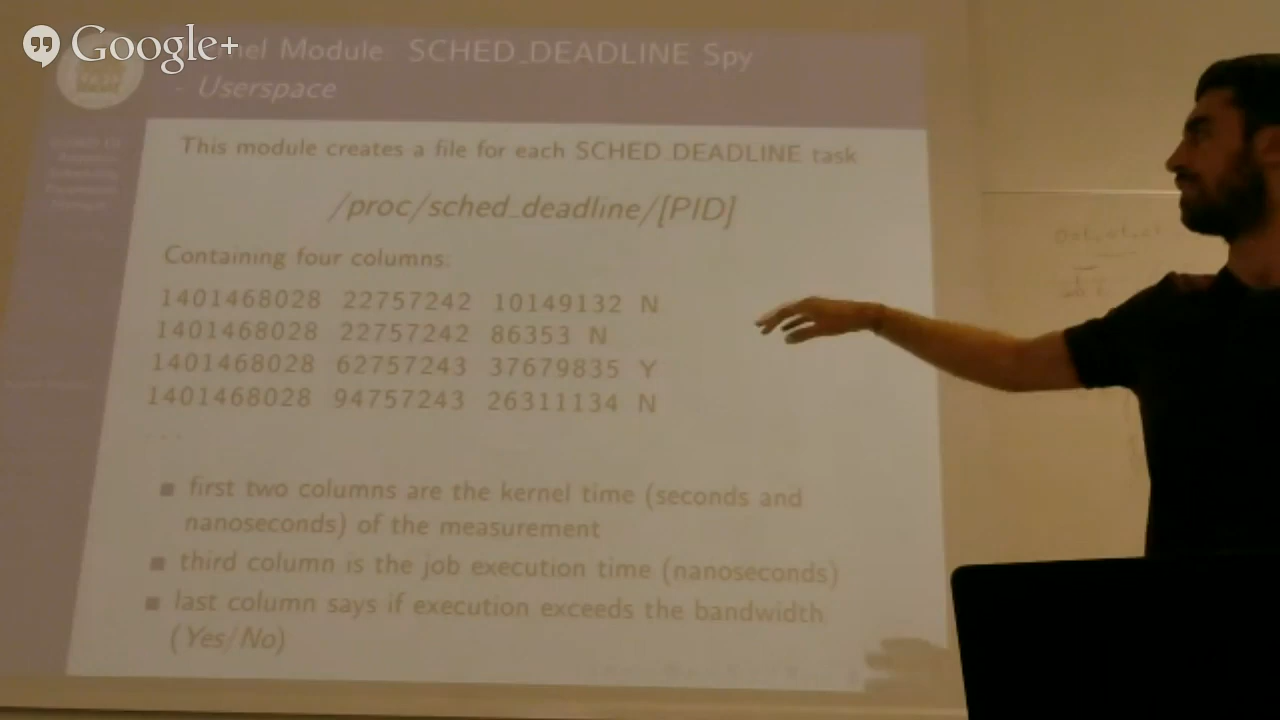 Google+
nel Module: SCHED_DEADLINE Spy
- Userspace
This module creates a file for each SCHED_DEADLINE task
/proc/sched_deadline/[PID]
Containing four columns:
1401468028 22757242 10149132 N
1401468028 22757242 86353 N
1401468028 62757243 37679835 Y
1401468028 94757243 26311134 N
...
first two columns are the kernel time (seconds and
nanoseconds) of the measurement
third column is the job execution time (nanoseconds)
last column says if execution exceeds the bandwidth
(Yes/No)